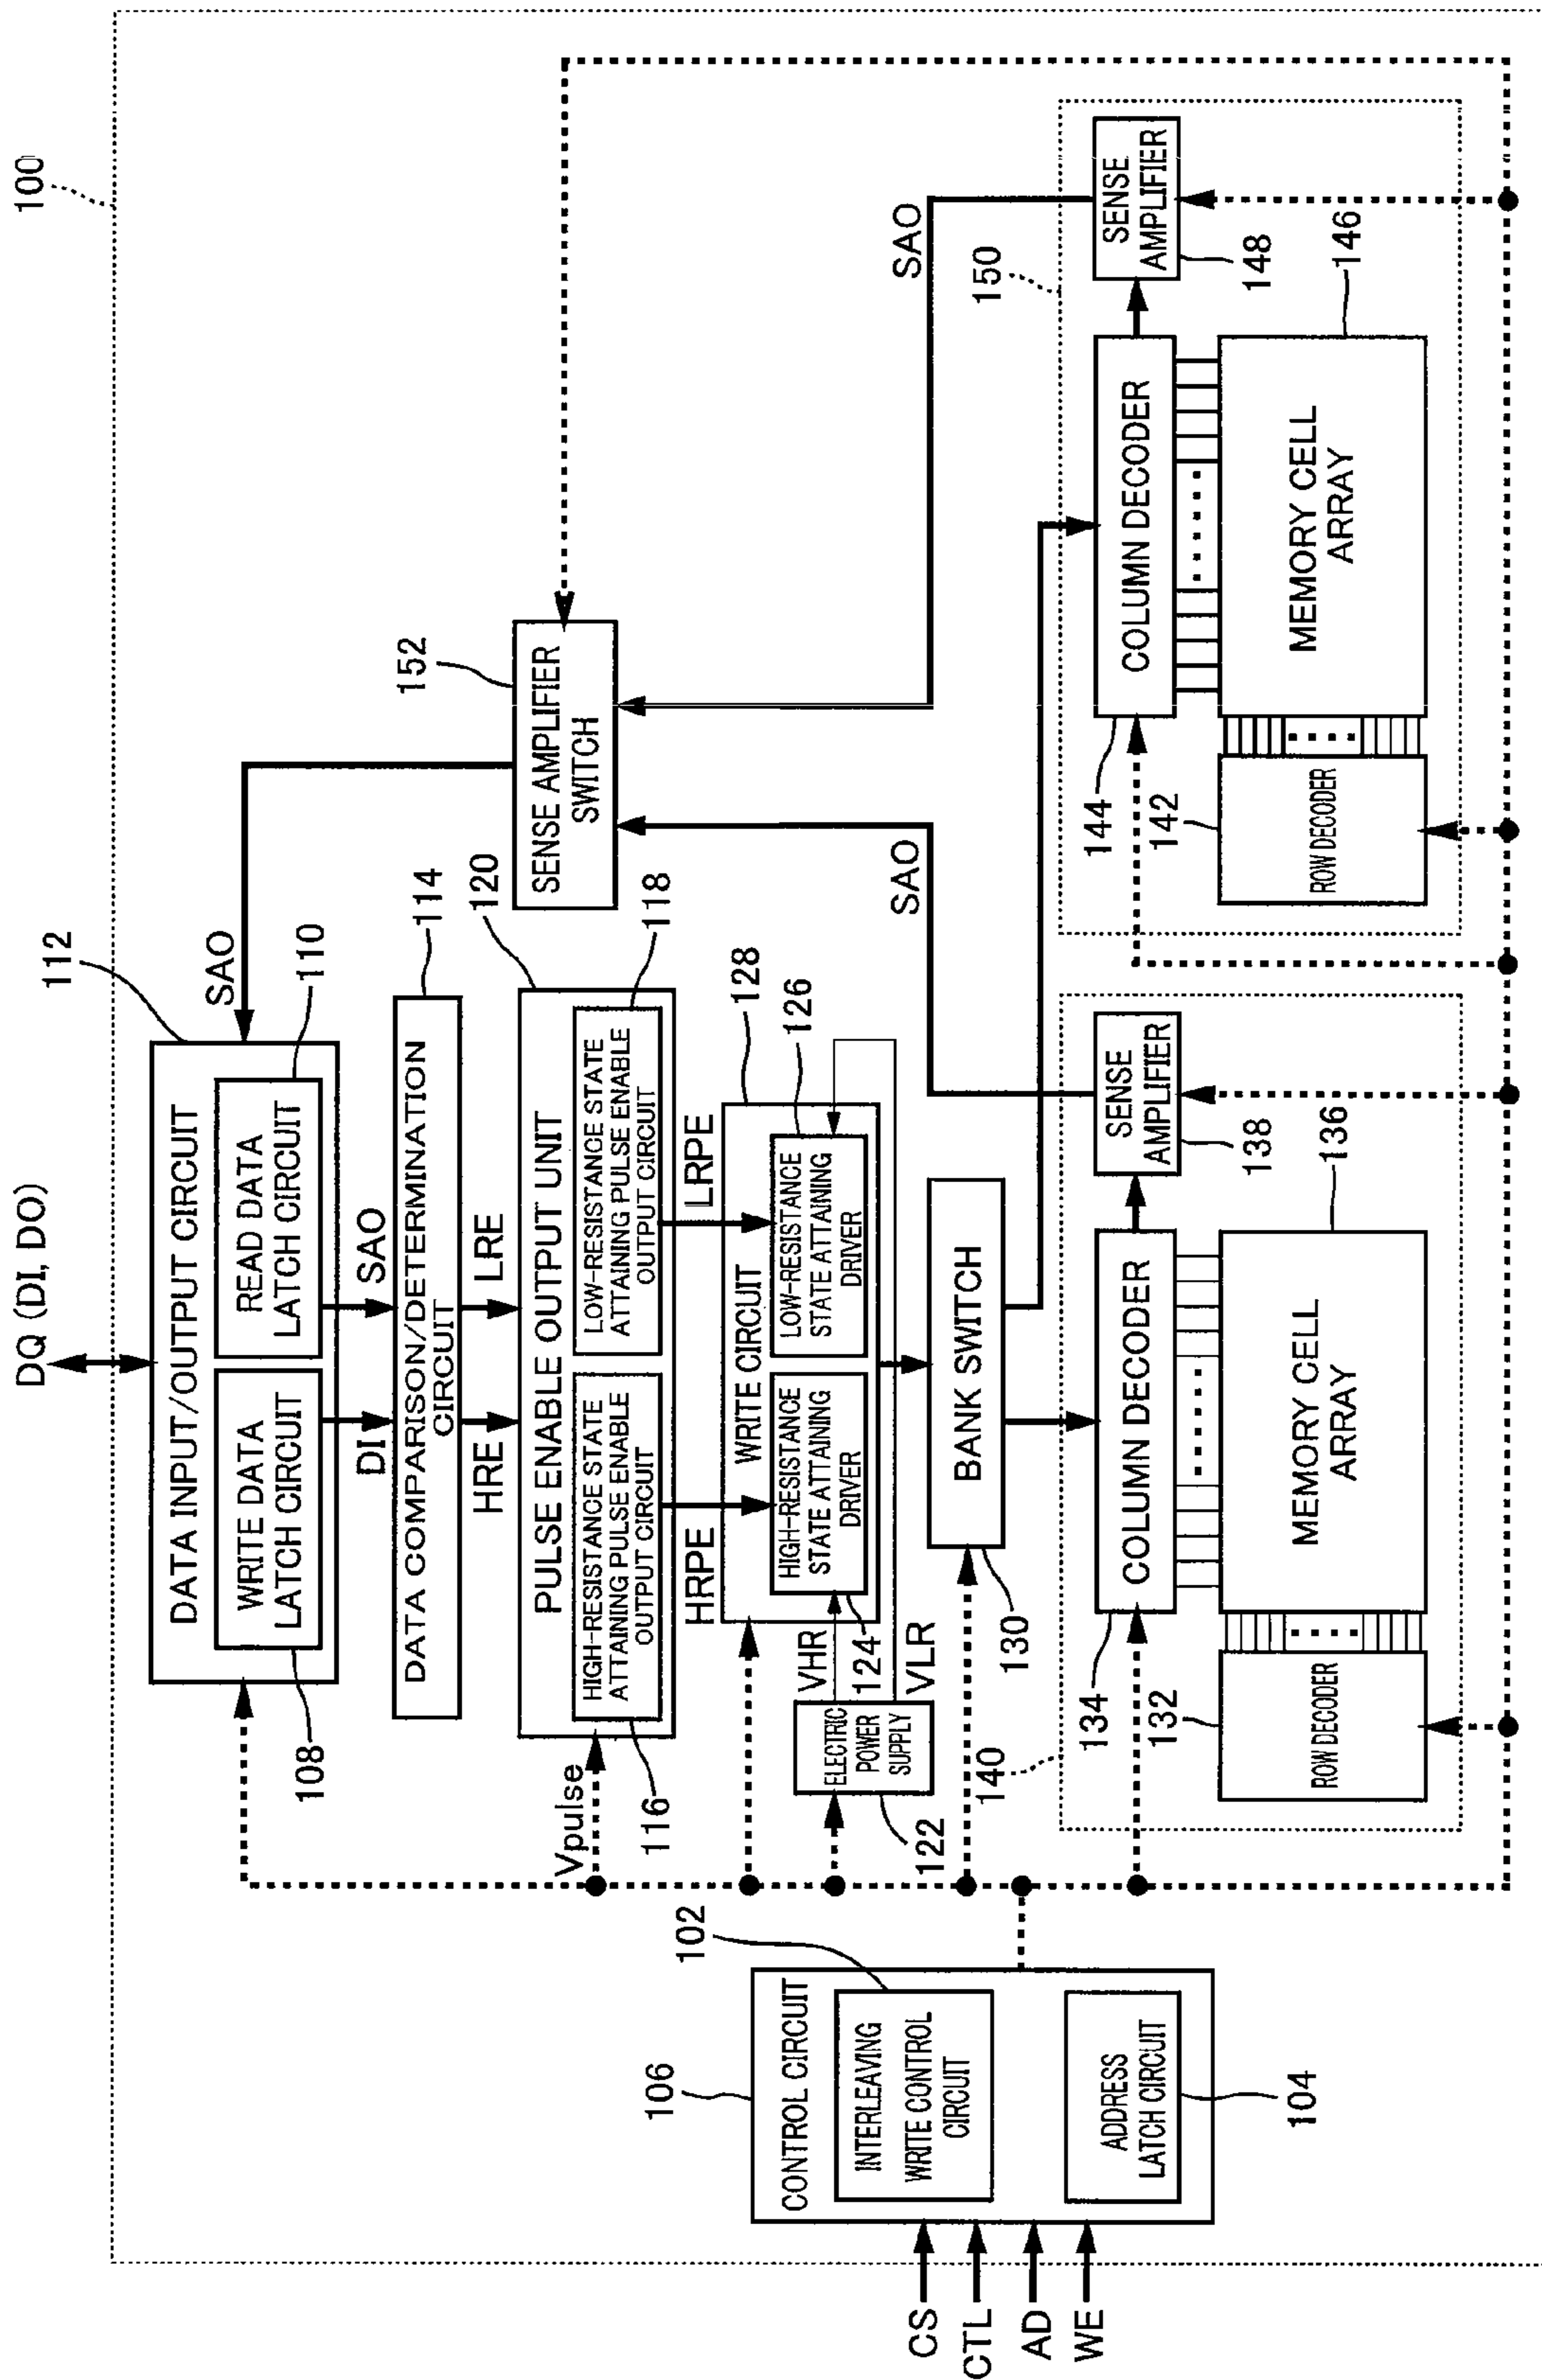 100
DQ (DI, DO)
112
DATA INPUT/OUTPUT CIRCUIT
WRITE DATA
LATCH CIRCUIT
READ DATA
LATCH CIRCUIT
108
110
SAO
DI
SAO
114
DATA COMPARISON/DETERMINATION
CIRCUIT
HRE
LRE
120
PULSE ENABLE OUTPUT UNIT
Vpulse
HIGH-RESISTANCE STATE
ATTAINING PULSE ENABLE
OUTPUT CIRCUIT
LOW-RESISTANCE STATE
ATTAINING PULSE ENABLE
OUTPUT CIRCUIT
116
118
152
SENSE AMPLIFIER
SWITCH
HRPE
LRPE
128
WRITE CIRCUIT
HIGH-RESISTANCE
STATE ATTAINING
DRIVER
LOW-RESISTANCE
STATE ATTAINING
DRIVER
126
VHR
124
VLR
ELECTRIC
POWER
SUPPLY
122
BANK SWITCH
130
SAO
SAO
102
106
CONTROL CIRCUIT
INTERLEAVING
WRITE CONTROL
CIRCUIT
ADDRESS
LATCH CIRCUIT
104
CS
CTL
AD
WE
140
134
COLUMN DECODER
SENSE
AMPLIFIER
138
132
ROW DECODER
MEMORY CELL
ARRAY
136
150
144
COLUMN DECODER
SENSE
AMPLIFIER
148
142
ROW DECODER
MEMORY CELL
ARRAY
146